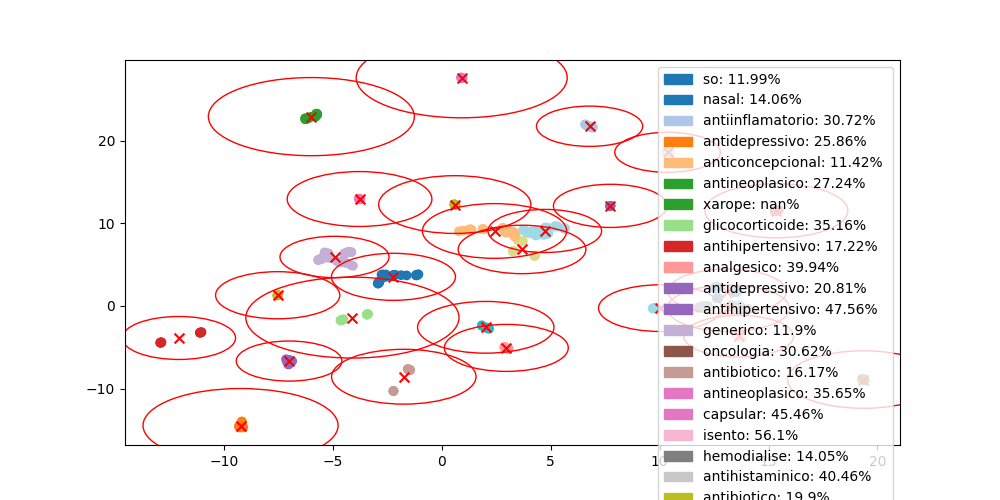 so: 11.99%
nasal: 14.06%
antiinflamatorio: 30.72%
antidepressivo: 25.86%
anticoncepcional: 11.42%
antineoplasico: 27.24%
xarope: nan%
glicorticoide: 35.16%
antihipertensivo: 17.22%
analgesico: 39.94%
antidepressivo: 20.81%
antihipertensivo: 47.56%
generico: 11.9%
oncologia: 30.62%
antibiotico: 16.17%
antineoplasico: 35.65%
capsular: 45.46%
isento: 56.1%
hemodialise: 14.05%
antihistaminico: 40.46%
antibiotico: 19.9%
20
10
0
−10
−10
−5
0
5
10
15
20